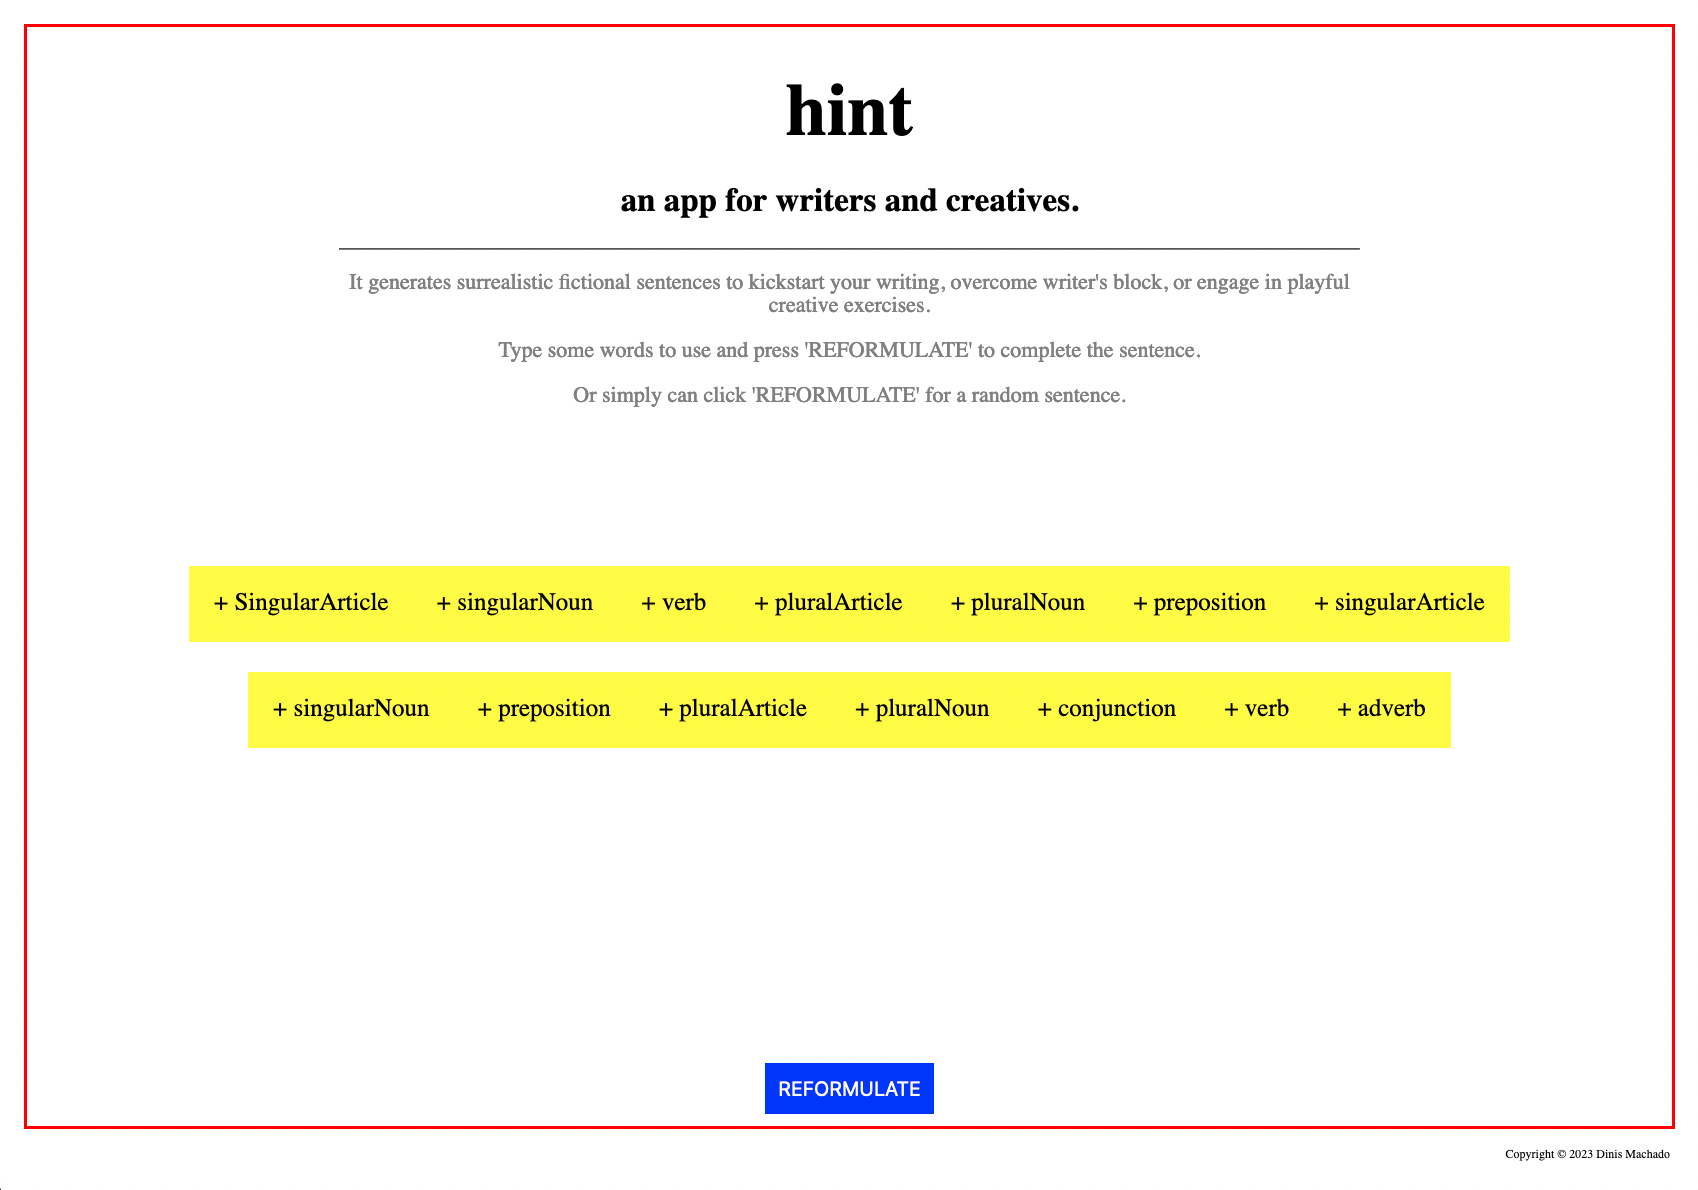 hint
an app for writers and creatives.
It generates surrealistic fictional sentences to kickstart your writing, overcome writer's block, or engage in playful
creative exercises.
Type some words to use and press 'REFORMULATE' to complete the sentence.
Or simply can click 'REFORMULATE' for a random sentence.
+ SingularArticle + singularNoun + verb + pluralArticle + pluralNoun + preposition + singularArticle
+ singularNoun + preposition + pluralArticle + pluralNoun + conjunction + verb + adverb
REFORMULATE
Copyright © 2023 Dinis Machado